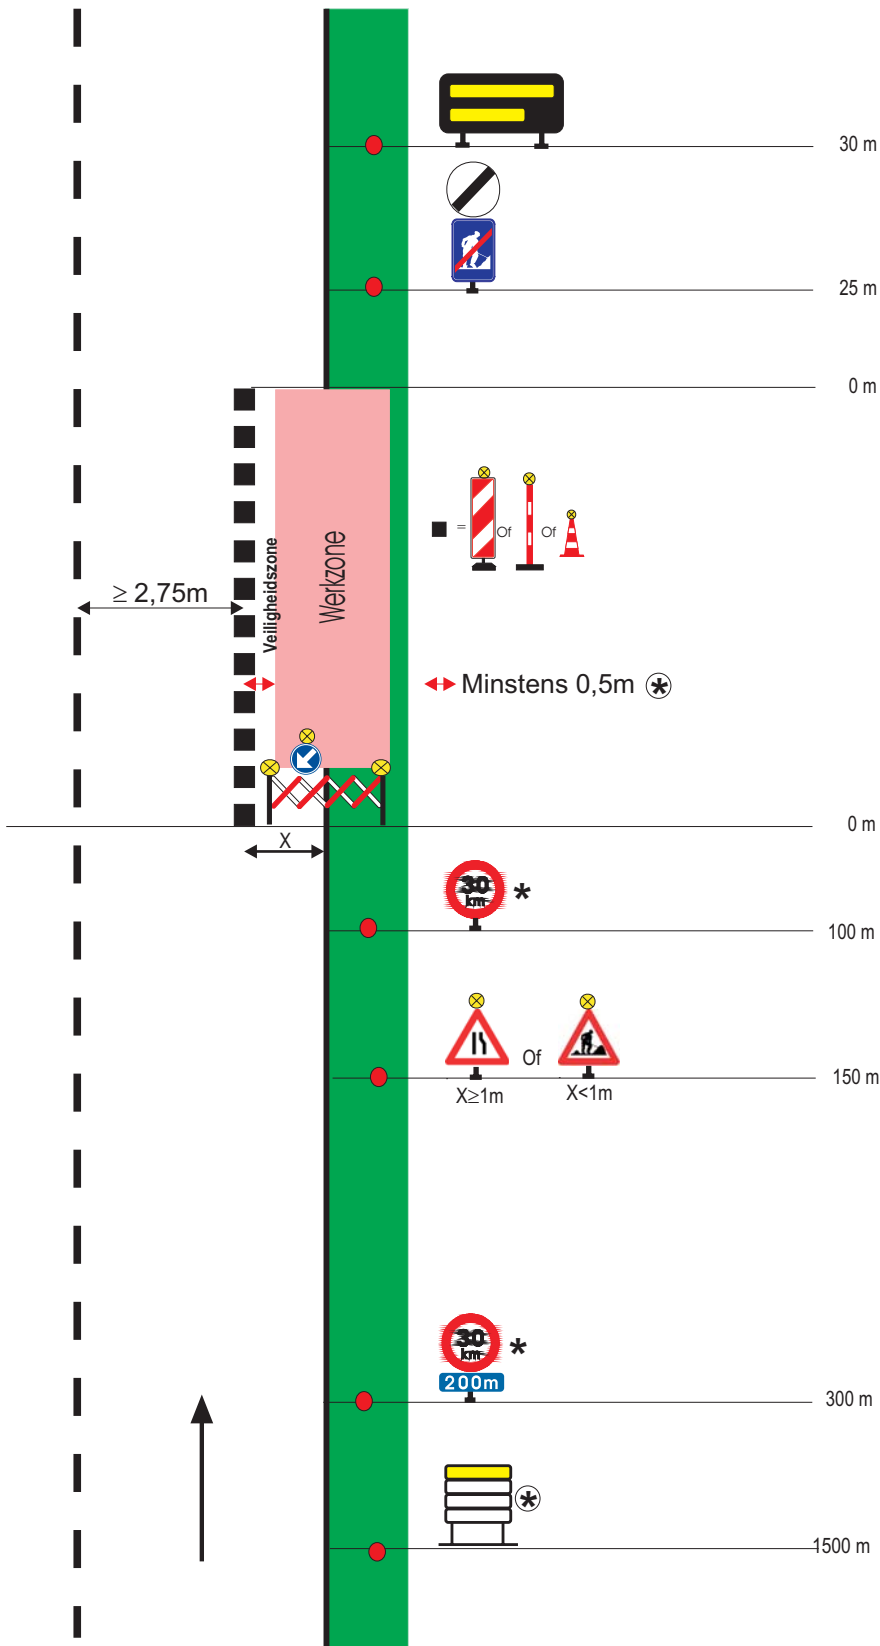 30 m
25 m
0 m
■ = Of Of
Veiligheidszone
Werkzone
≥ 2,75m
Minstens 0,5m *
0 m
X
30
km
*
100 m
Of
150 m
X≥1m
X<1m
30
km
*
200m
300 m
*
1500 m